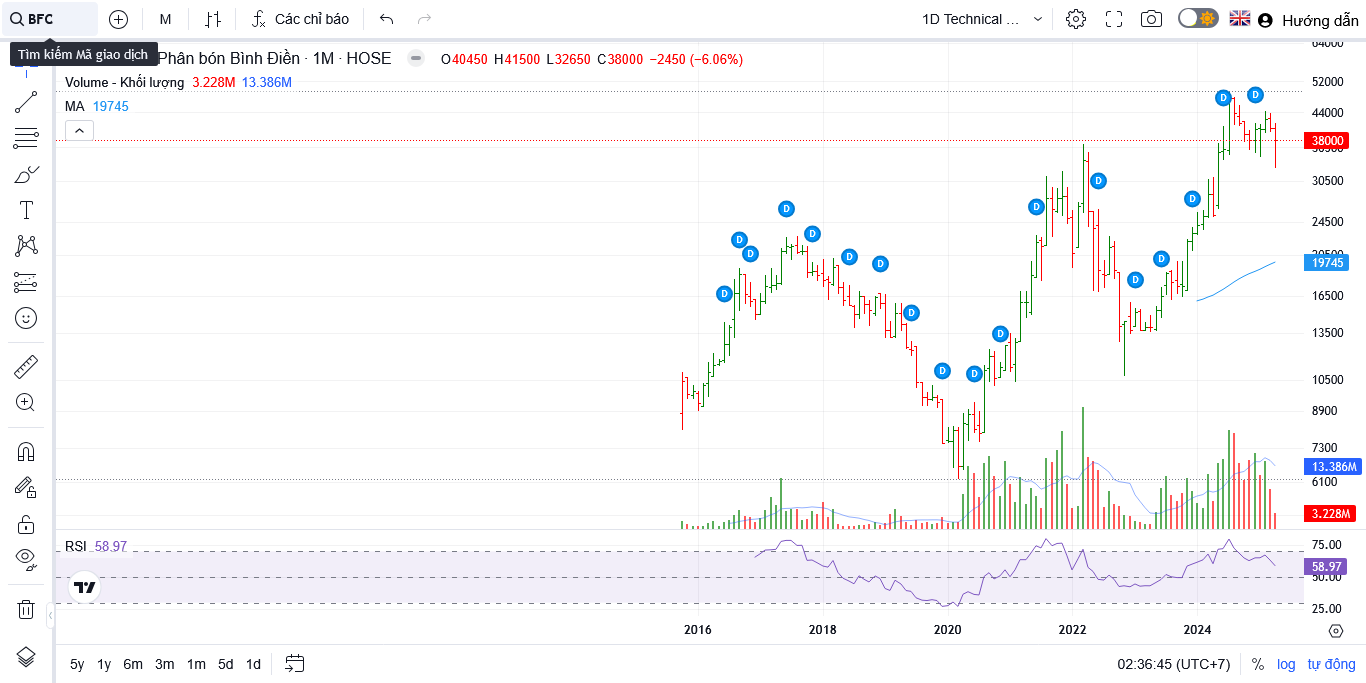 BFC M Các chỉ báo 1D Technical ... Hướng dẫn
Tìm kiếm Mã giao dịch
Phân bón Bình Điền · 1M · HOSE O40450 H41500 L32650 C38000 −2450 (−6.06%)
Volume - Khối lượng 3.228M 13.386M
MA 19745
64000
52000
44000
38000
30500
24500
20500
19745
16500
13500
10500
8900
7300
13.386M
6100
3.228M
D D D D D D D D D D D D D D D D D D D
RSI 58.97
75.00
58.97
50.00
25.00
2016 2018 2020 2022 2024
5y 1y 6m 3m 1m 5d 1d 02:36:45 (UTC+7) % log tự động